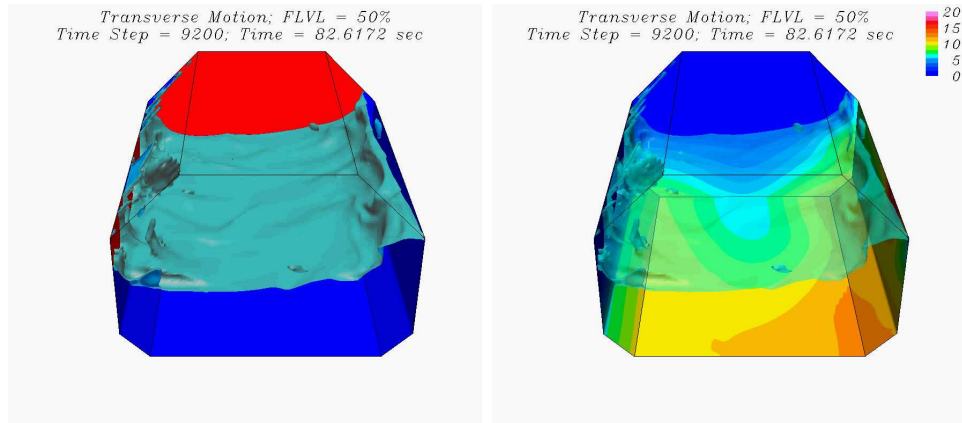 Transverse Motion; FLVL = 50%
Time Step = 9200; Time = 82.6172 sec
Transverse Motion; FLVL = 50%
Time Step = 9200; Time = 82.6172 sec
20
15
10
5
0